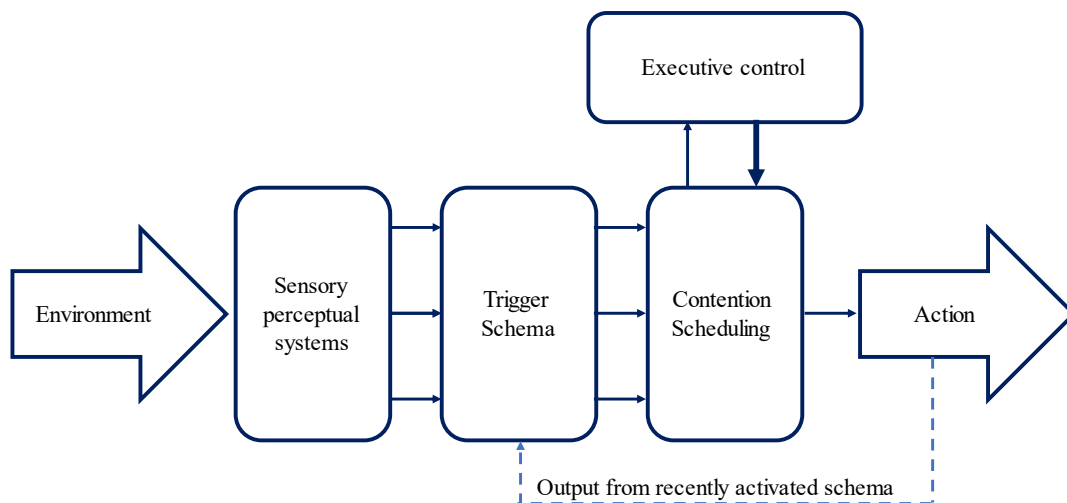 Executive control
Environment
Sensory
perceptual
systems
Trigger
Schema
Contention
Scheduling
Action
Output from recently activated schema